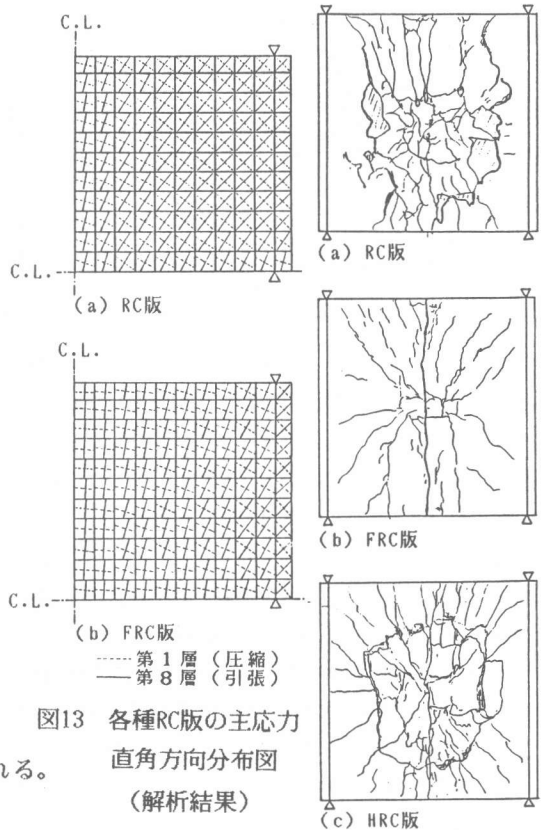 C.L.
C.L.
(a) RC版
C.L.
C.L.
(b) FRC版
第1層(圧縮)
第8層(引張)
図13 各種RC版の主応力
直角方向分布図
(解析結果)
れる。
(a) RC版
(b) FRC版
(c) HRC版